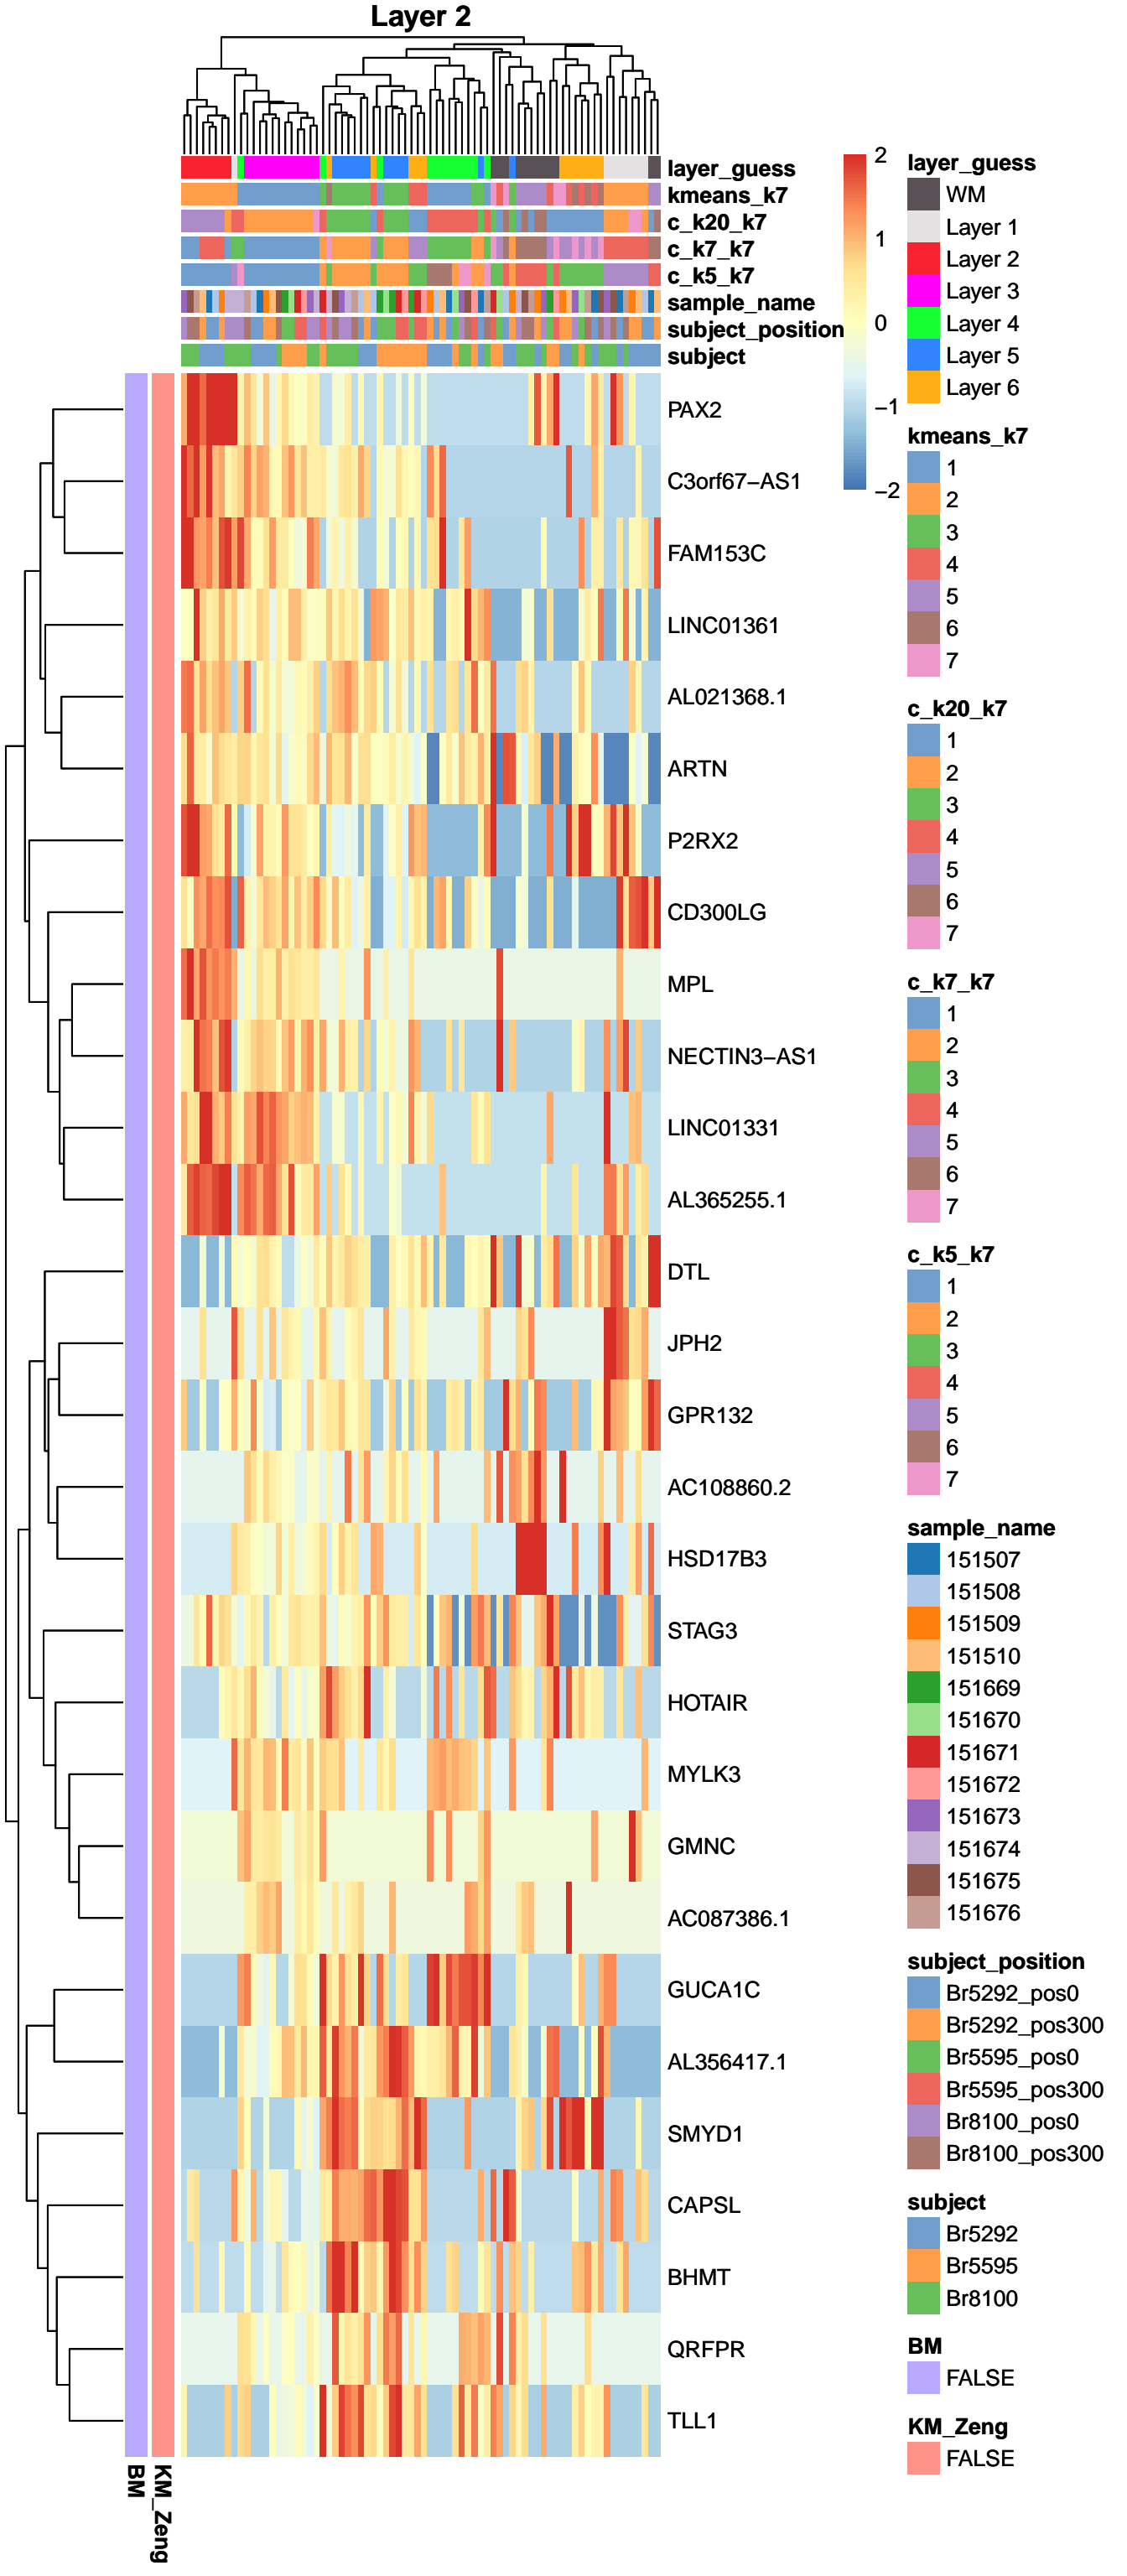 Layer 2
layer_guess
kmeans_k7
c_k20_k7
c_k7_k7
c_k5_k7
sample_name
subject_position
subject
PAX2
C3orf67−AS1
FAM153C
LINC01361
AL021368.1
ARTN
P2RX2
CD300LG
MPL
NECTIN3−AS1
LINC01331
AL365255.1
DTL
JPH2
GPR132
AC108860.2
HSD17B3
STAG3
HOTAIR
MYLK3
GMNC
AC087386.1
GUCA1C
AL356417.1
SMYD1
CAPSL
BHMT
QRFPR
TLL1
BM
KM_Zeng
2
1
0
−1
−2
layer_guess
WM
Layer 1
Layer 2
Layer 3
Layer 4
Layer 5
Layer 6
kmeans_k7
1
2
3
4
5
6
7
c_k20_k7
1
2
3
4
5
6
7
c_k7_k7
1
2
3
4
5
6
7
c_k5_k7
1
2
3
4
5
6
7
sample_name
151507
151508
151509
151510
151669
151670
151671
151672
151673
151674
151675
151676
subject_position
Br5292_pos0
Br5292_pos300
Br5595_pos0
Br5595_pos300
Br8100_pos0
Br8100_pos300
subject
Br5292
Br5595
Br8100
BM
FALSE
KM_Zeng
FALSE